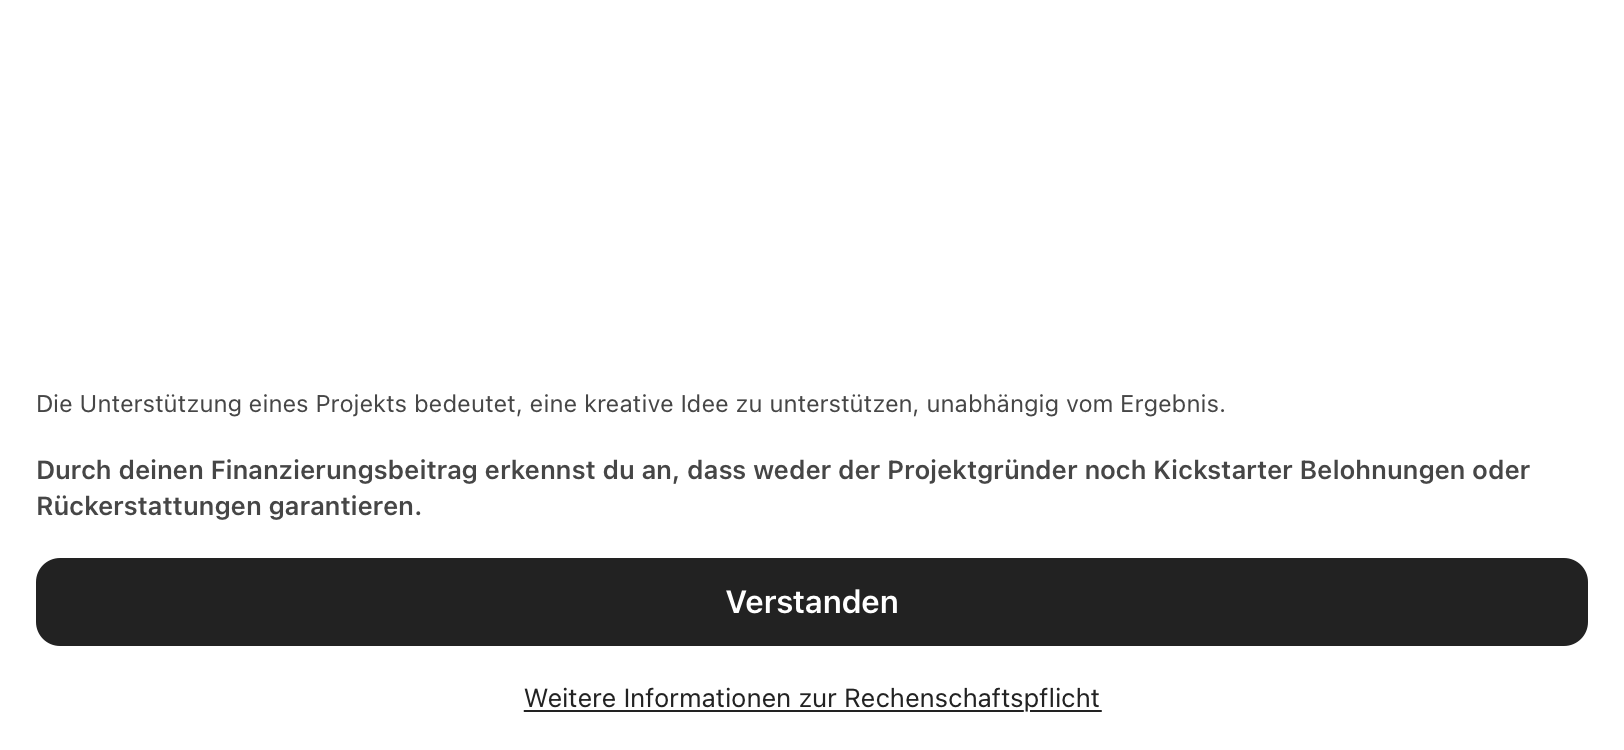 Die Unterstützung eines Projekts bedeutet, eine kreative Idee zu unterstützen, unabhängig vom Ergebnis.
Durch deinen Finanzierungsbeitrag erkennst du an, dass weder der Projektgründer noch Kickstarter Belohnungen oder
Rückerstattungen garantieren.
Verstanden
Weitere Informationen zur Rechenschaftspflicht